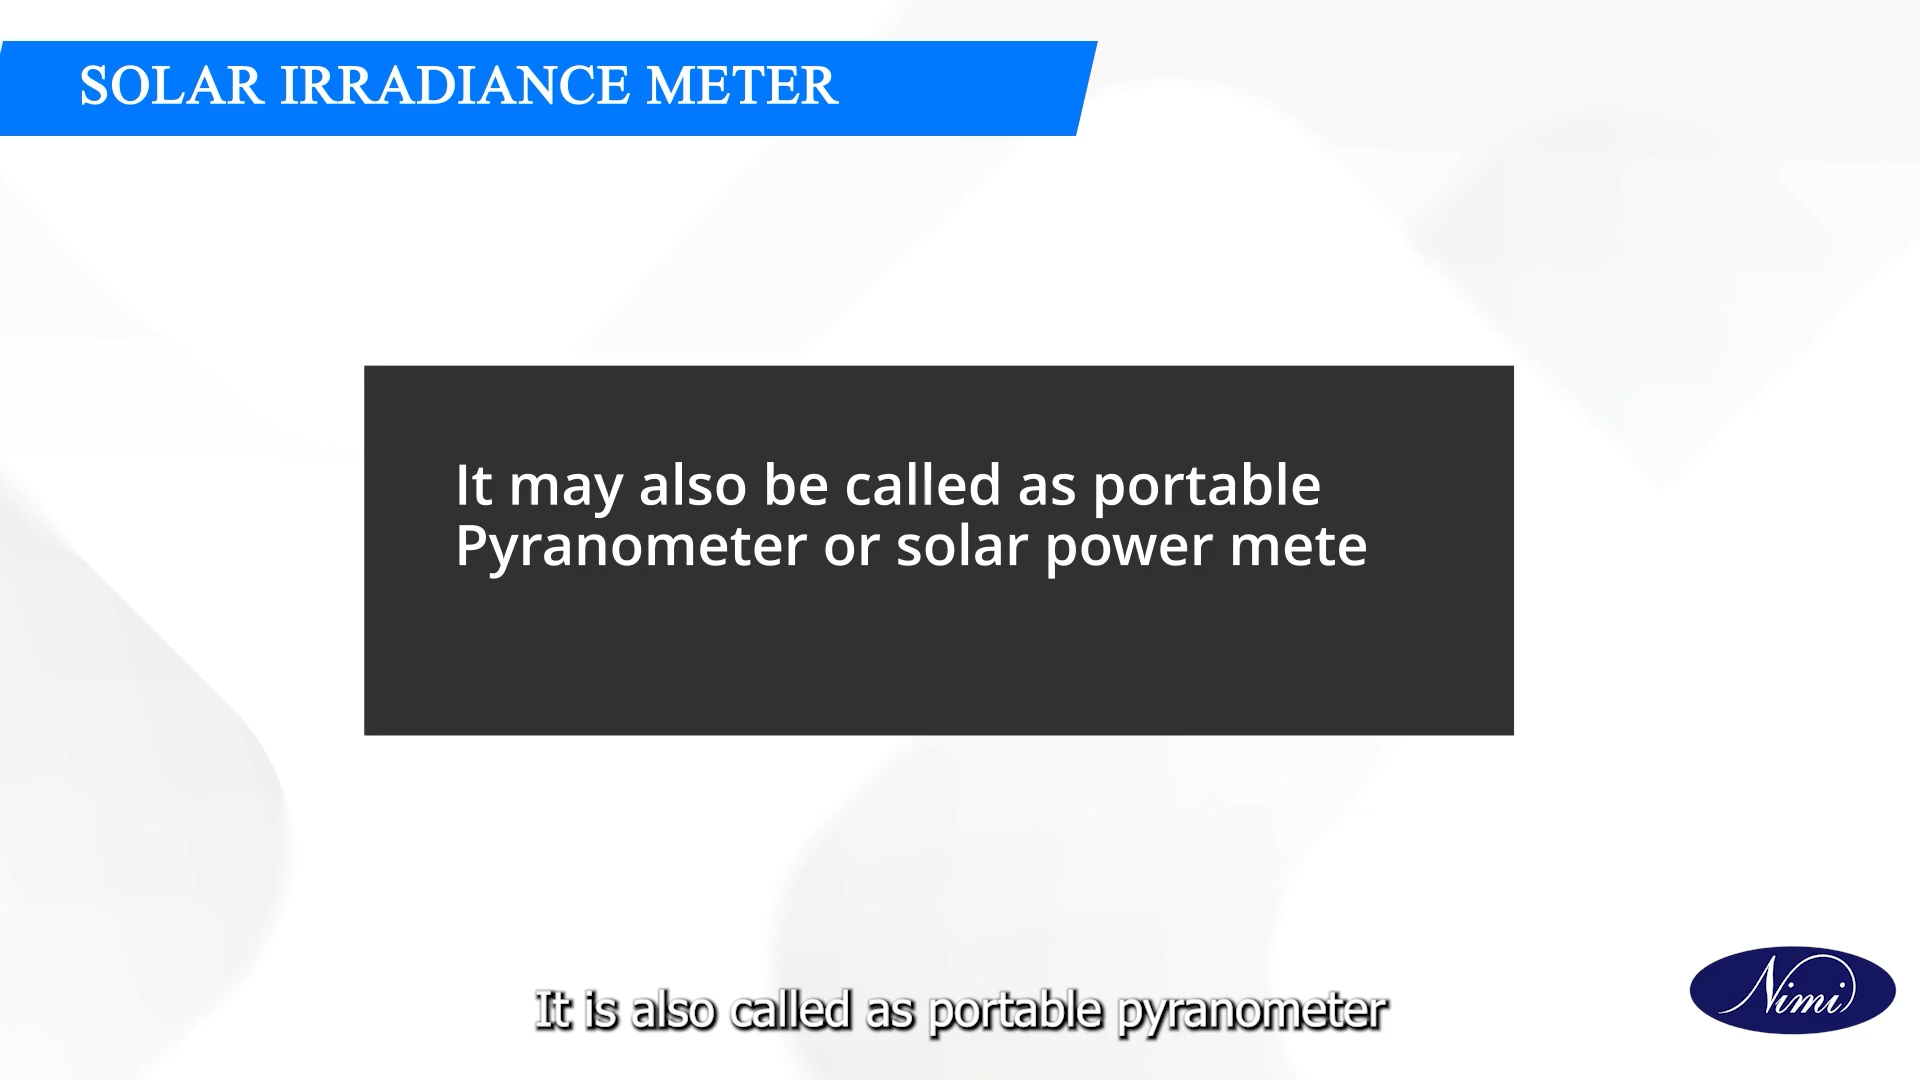 SOLAR IRRADIANCE METER
It may also be called as portable
Pyranometer or solar power mete
It is also called as portable pyranometer
Nimi